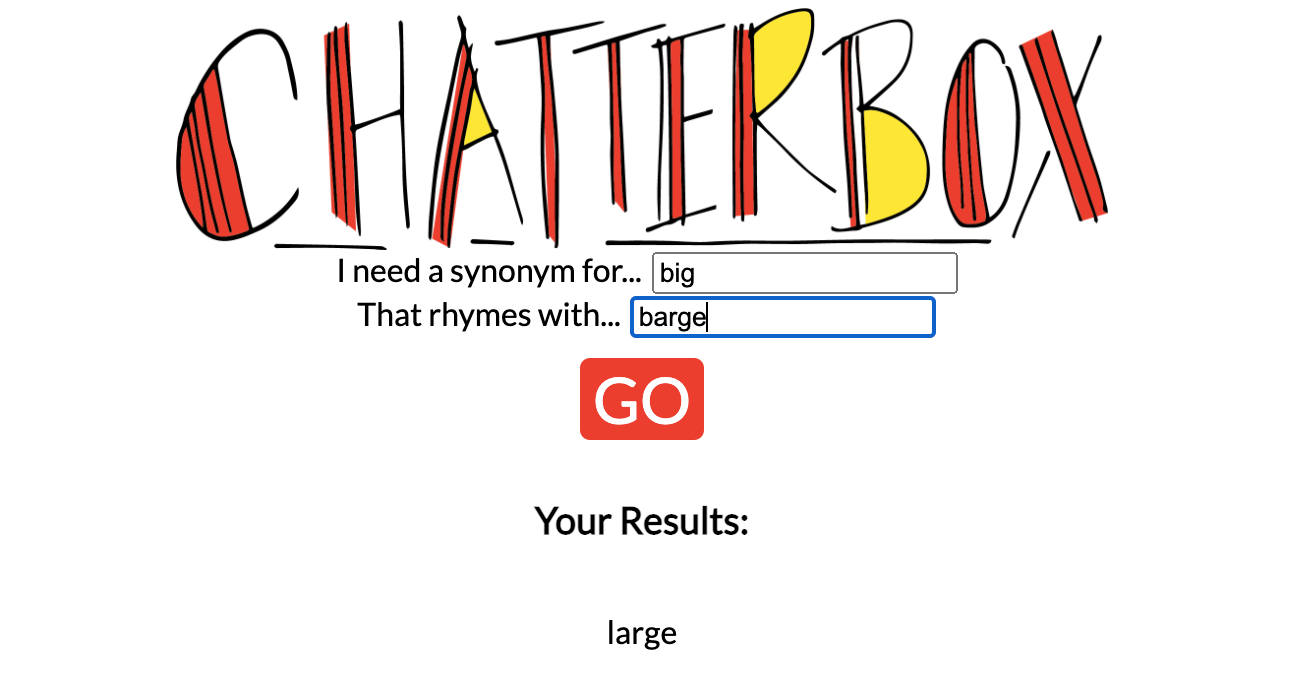 CHATTERBOX
I need a synonym for... big
That rhymes with... barge
GO
Your Results:
large